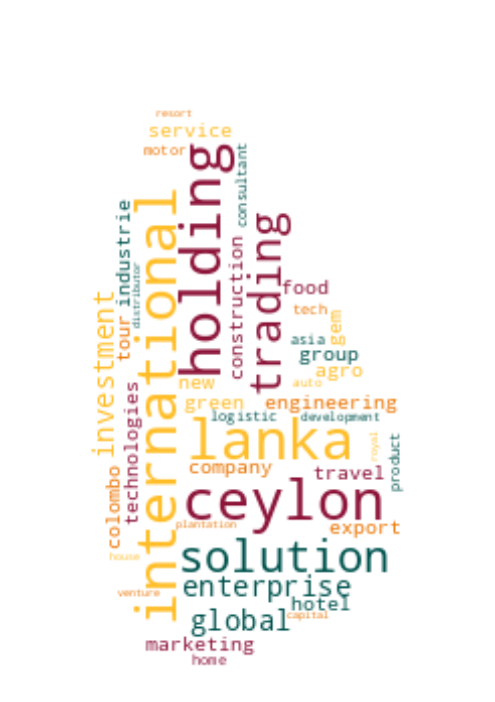 resort
service
motor
holding
consultant
international
industrie
distributor
trading
construction
food
investment
tour
tech
gem
asia
group
agro
new
auto
technologies
green
engineering
logistic
development
lanka
royal
product
company
travel
colombo
ceylon
plantation
export
solution
house
enterprise
venture
hotel
global
capital
marketing
home